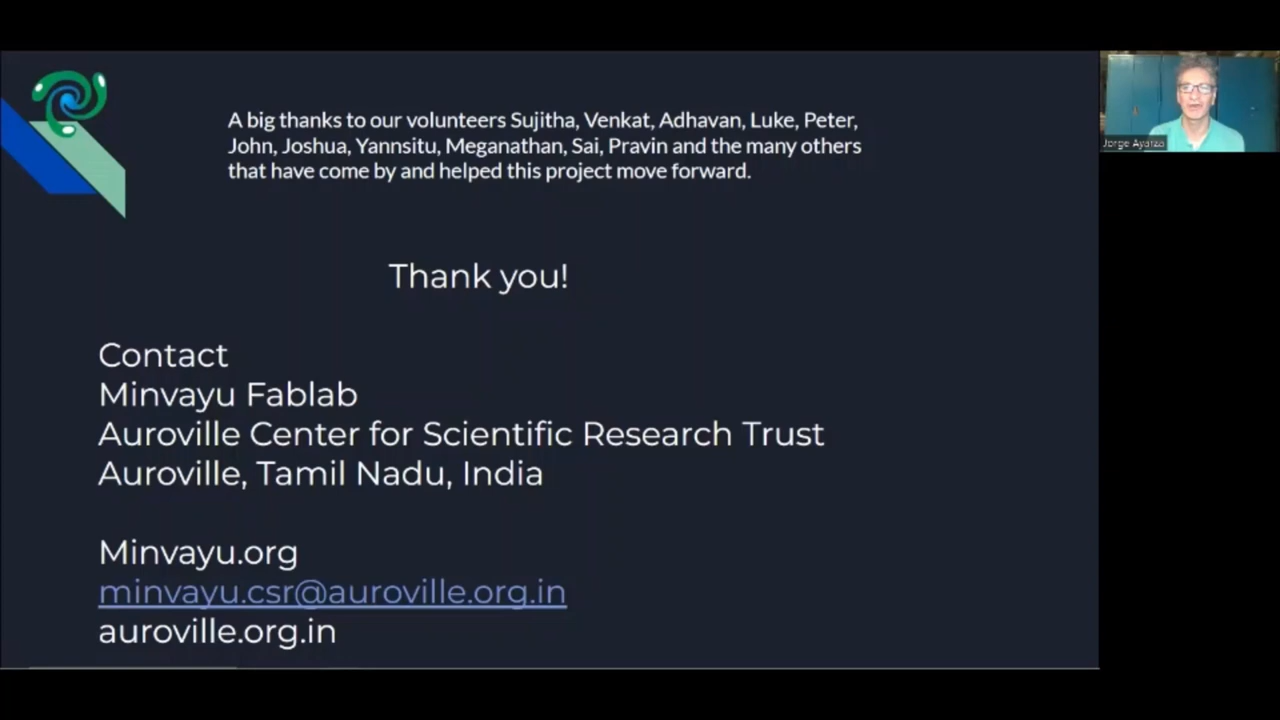 A big thanks to our volunteers Sujitha, Venkat, Adhavan, Luke, Peter,
John, Joshua, Yannsitu, Meganathan, Sai, Pravin and the many others
that have come by and helped this project move forward.
Thank you!
Contact
Minvayu Fablab
Auroville Center for Scientific Research Trust
Auroville, Tamil Nadu, India
Minvayu.org
minvayu.csr@auroville.org.in
auroville.org.in
Jorge Ayarza